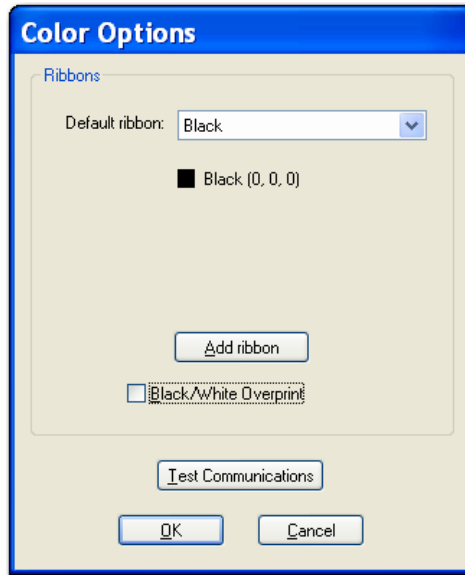 Color Options
Ribbons
Default ribbon: Black
Black (0, 0, 0)
Add ribbon
Black/White Overprint
Test Communications
OK Cancel